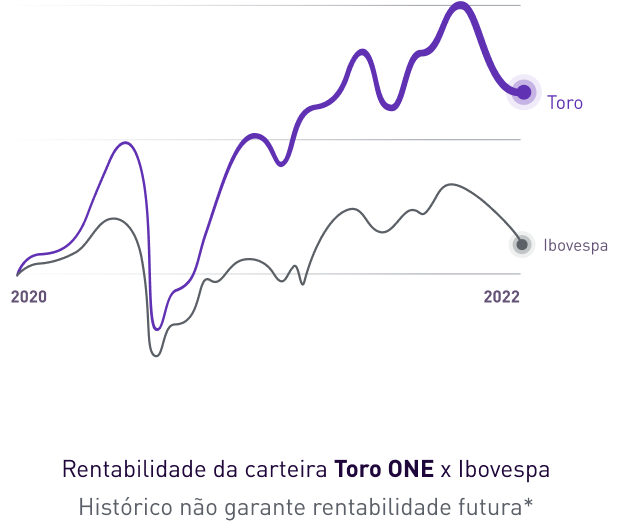 Toro
Ibovespa
2020 2022
Rentabilidade da carteira Toro ONE x Ibovespa
Histórico não garante rentabilidade futura*